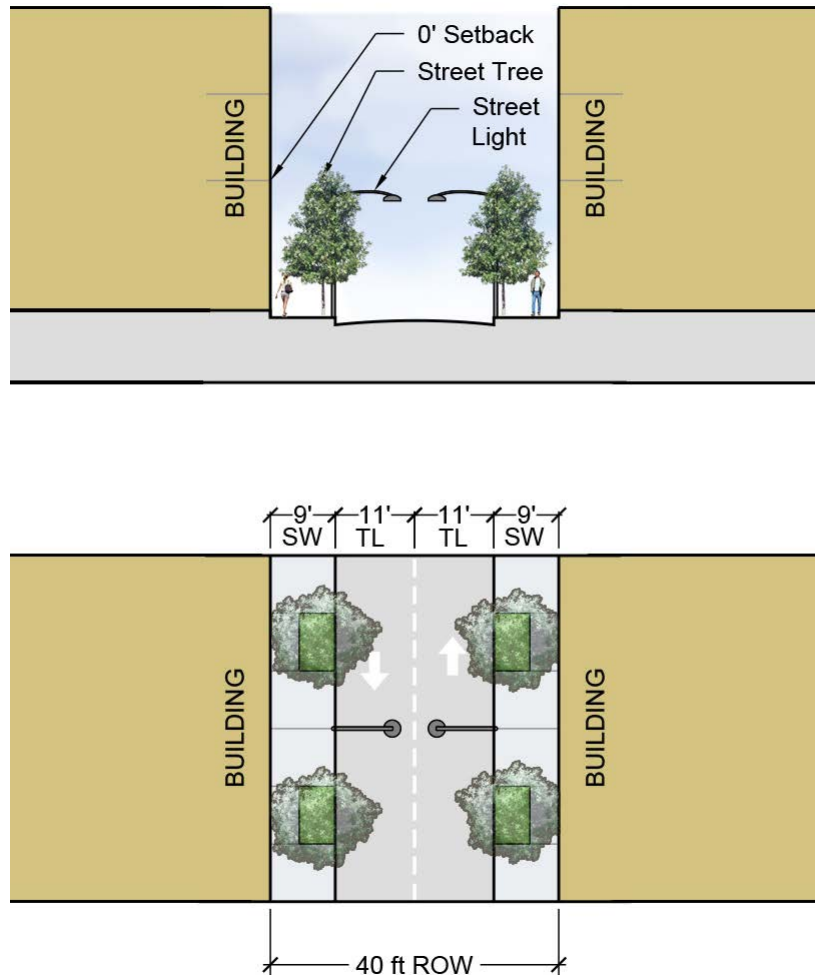 0' Setback
Street Tree
Street
Light
BUILDING
BUILDING
9' 11' 11' 9'
SW TL TL SW
BUILDING
BUILDING
40 ft ROW